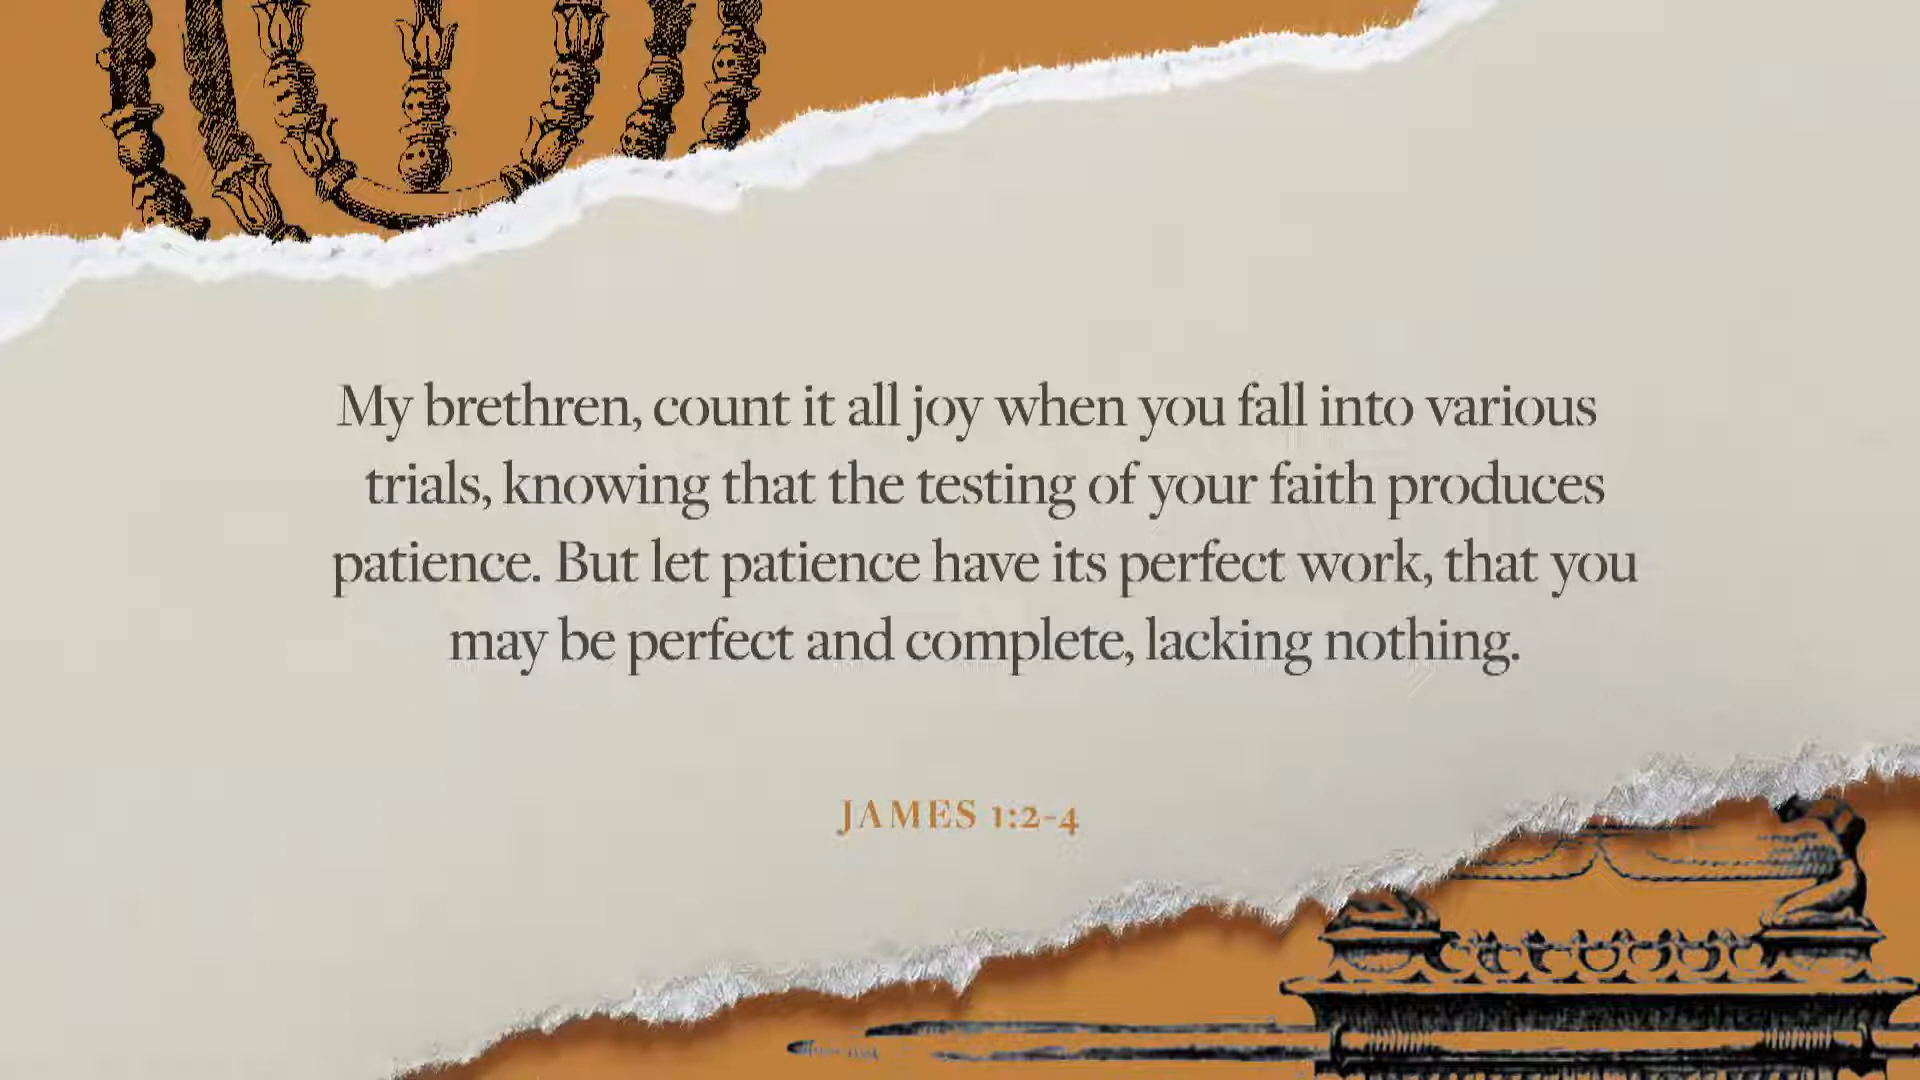 My brethren, count it all joy when you fall into various
trials, knowing that the testing of your faith produces
patience. But let patience have its perfect work, that you
may be perfect and complete, lacking nothing.
JAMES 1:2-4